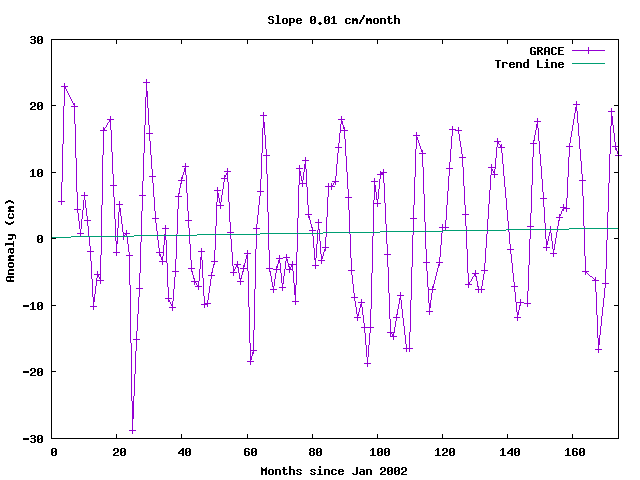 Slope 0.01 cm/month
GRACE
Trend Line
30
20
10
0
-10
-20
-30
Anomaly (cm)
0 20 40 60 80 100 120 140 160
Months since Jan 2002